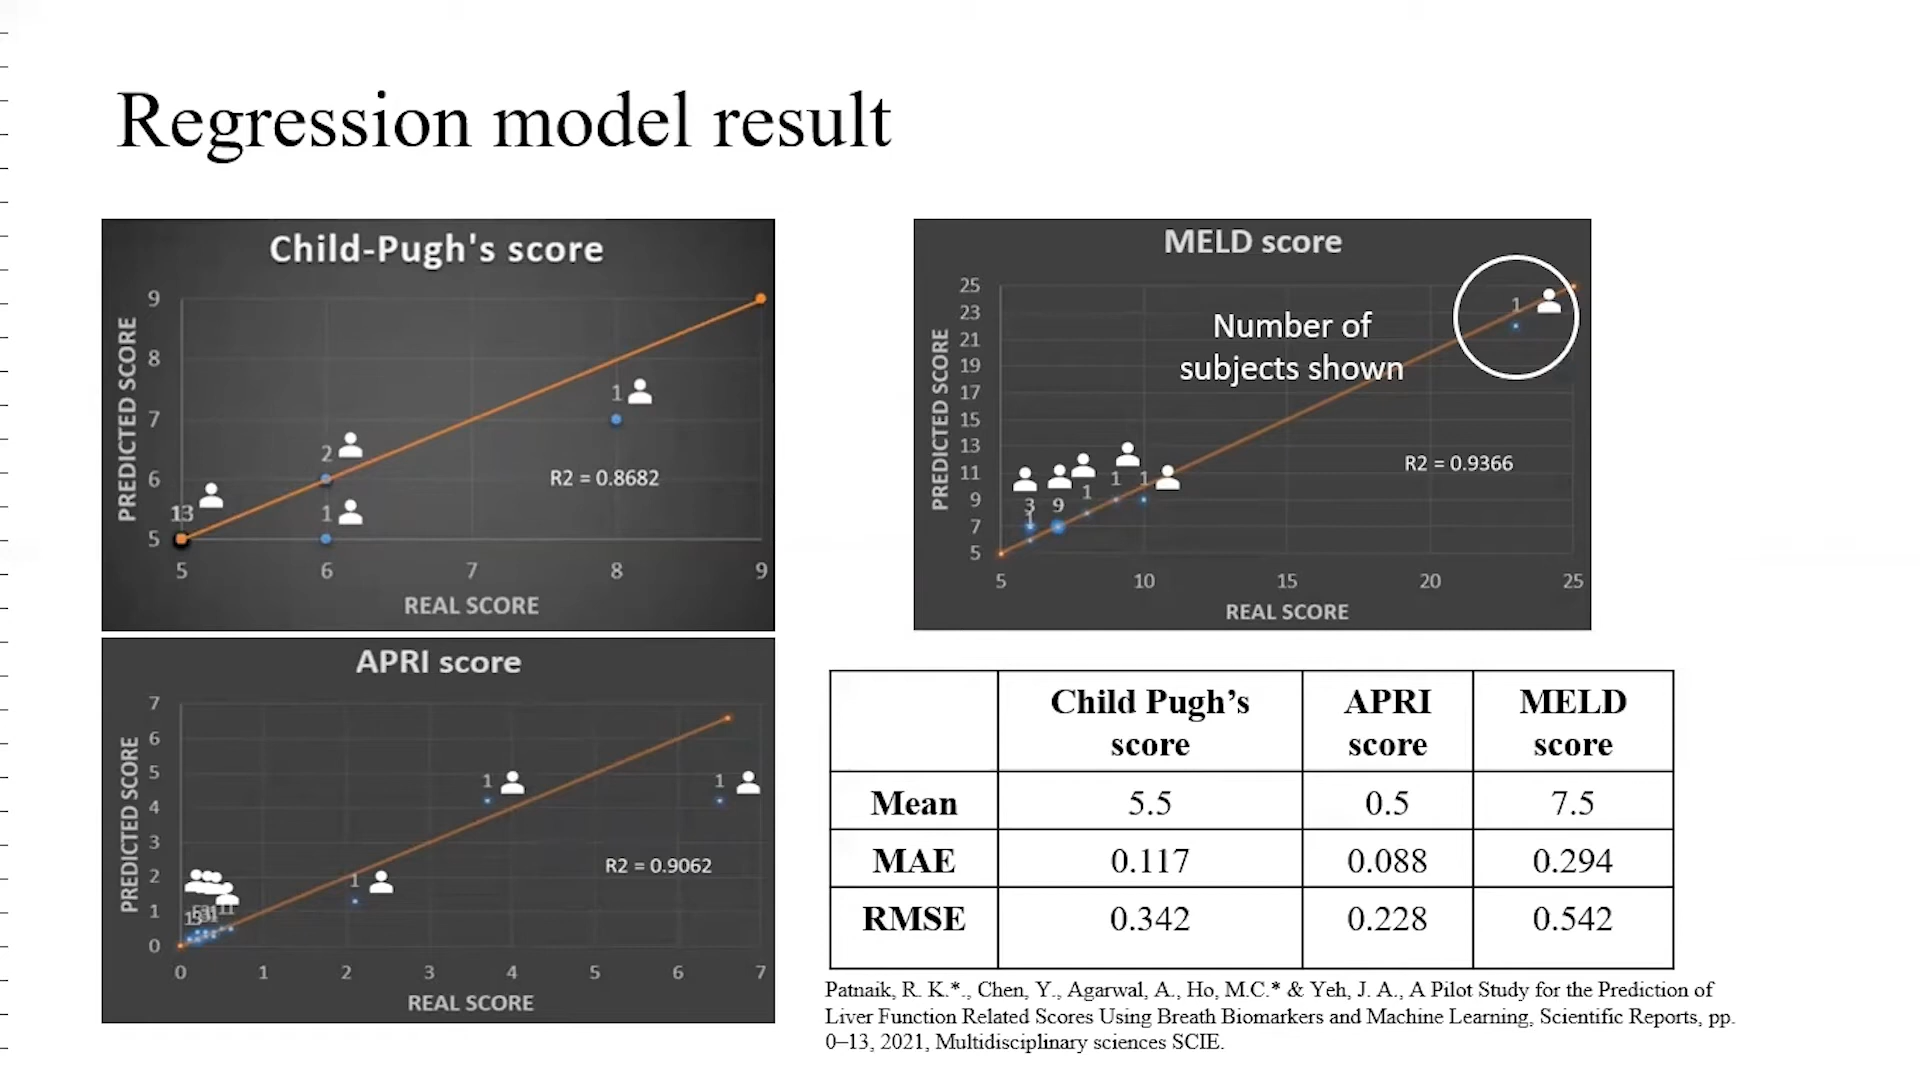 Regression model result
Child-Pugh's score
PREDICTED SCORE
9
8
7
6
5
13
2
1
1
R2 = 0.8682
5 6 7 8 9
REAL SCORE
MELD score
PREDICTED SCORE
25
23
21
19
17
15
13
11
9
7
5
Number of
subjects shown
1
3 9 1 1 1
1
R2 = 0.9366
5 10 15 20 25
REAL SCORE
APRI score
PREDICTED SCORE
7
6
5
4
3
2
1
0
1 1
1
R2 = 0.9062
0 1 2 3 4 5 6 7
REAL SCORE
Child Pugh’s score APRI score MELD score
Mean 5.5 0.5 7.5
MAE 0.117 0.088 0.294
RMSE 0.342 0.228 0.542
Patnaik, R. K.*., Chen, Y., Agarwal, A., Ho, M.C.* & Yeh, J. A., A Pilot Study for the Prediction of
Liver Function Related Scores Using Breath Biomarkers and Machine Learning, Scientific Reports, pp.
0–13, 2021, Multidisciplinary sciences SCIE.